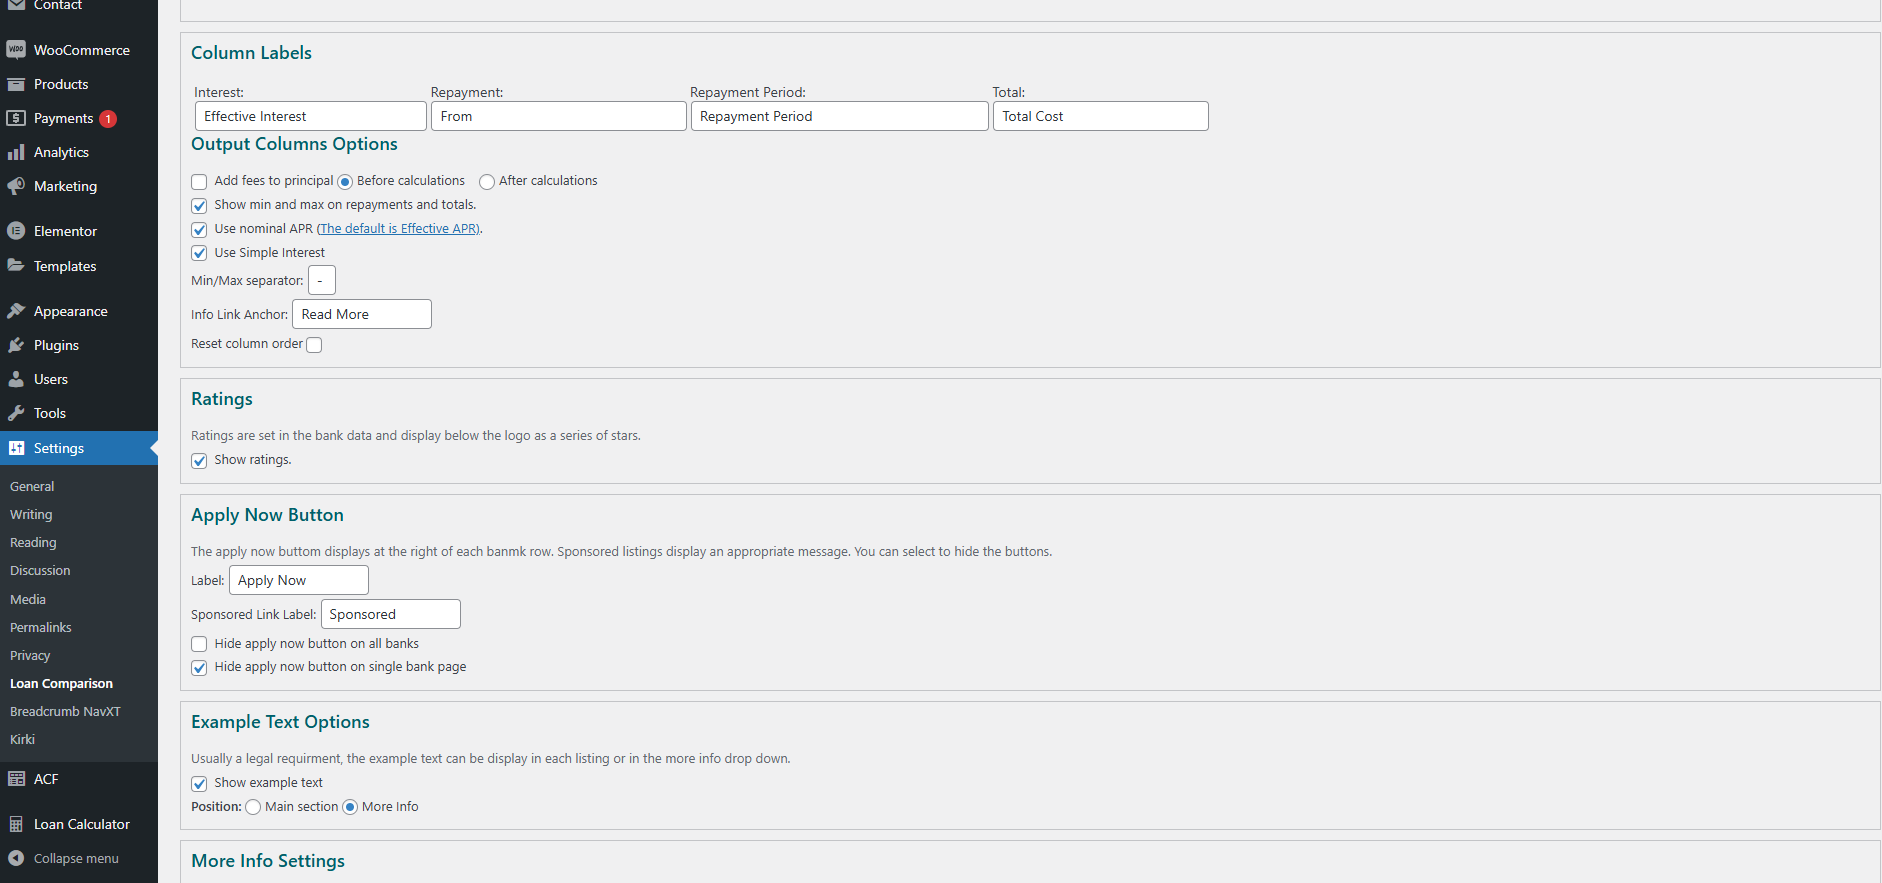 Contact
WooCommerce
Products
Payments 1
Analytics
Marketing
Elementor
Templates
Appearance
Plugins
Users
Tools
Settings
General
Writing
Reading
Discussion
Media
Permalinks
Privacy
Loan Comparison
Breadcrumb NavXT
Kirki
ACF
Loan Calculator
Collapse menu
Column Labels
Interest: Repayment: Repayment Period: Total:
Effective Interest From Repayment Period Total Cost
Output Columns Options
Add fees to principal Before calculations After calculations
Show min and max on repayments and totals.
Use nominal APR (The default is Effective APR).
Use Simple Interest
Min/Max separator: -
Info Link Anchor: Read More
Reset column order
Ratings
Ratings are set in the bank data and display below the logo as a series of stars.
Show ratings.
Apply Now Button
The apply now buttom displays at the right of each banmk row. Sponsored listings display an appropriate message. You can select to hide the buttons.
Label: Apply Now
Sponsored Link Label: Sponsored
Hide apply now button on all banks
Hide apply now button on single bank page
Example Text Options
Usually a legal requirment, the example text can be display in each listing or in the more info drop down.
Show example text
Position: Main section More Info
More Info Settings